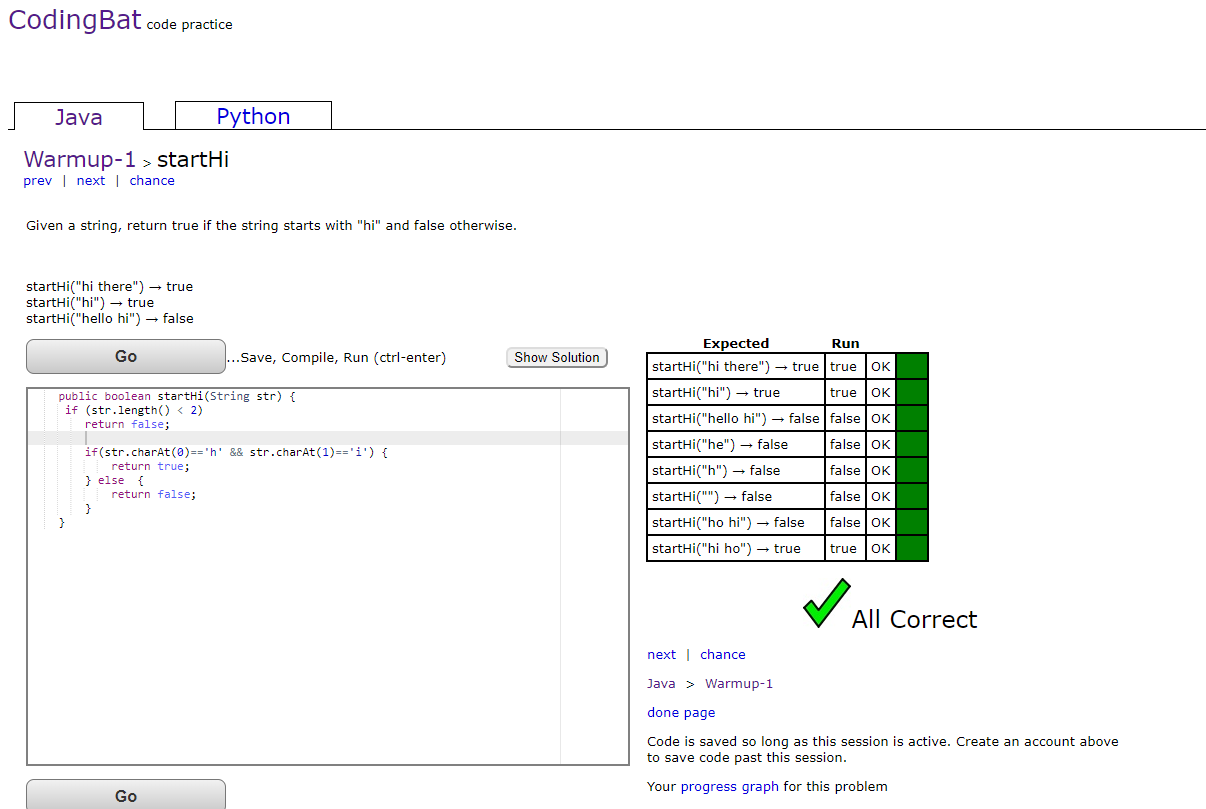 CodingBat code practice
Java
Python
Warmup-1 > startHi
prev | next | chance
Given a string, return true if the string starts with "hi" and false otherwise.
startHi("hi there") → true
startHi("hi") → true
startHi("hello hi") → false
Go
...Save, Compile, Run (ctrl-enter)
Show Solution
public boolean startHi(String str) {
if (str.length() < 2)
return false;
if(str.charAt(0)=='h' && str.charAt(1)=='i') {
return true;
} else  {
return false;
}
}
Go
Expected Run
startHi("hi there") → true true OK
startHi("hi") → true true OK
startHi("hello hi") → false false OK
startHi("he") → false false OK
startHi("h") → false false OK
startHi("") → false false OK
startHi("ho hi") → false false OK
startHi("hi ho") → true true OK
All Correct
next | chance
Java > Warmup-1
done page
Code is saved so long as this session is active. Create an account above
to save code past this session.
Your progress graph for this problem